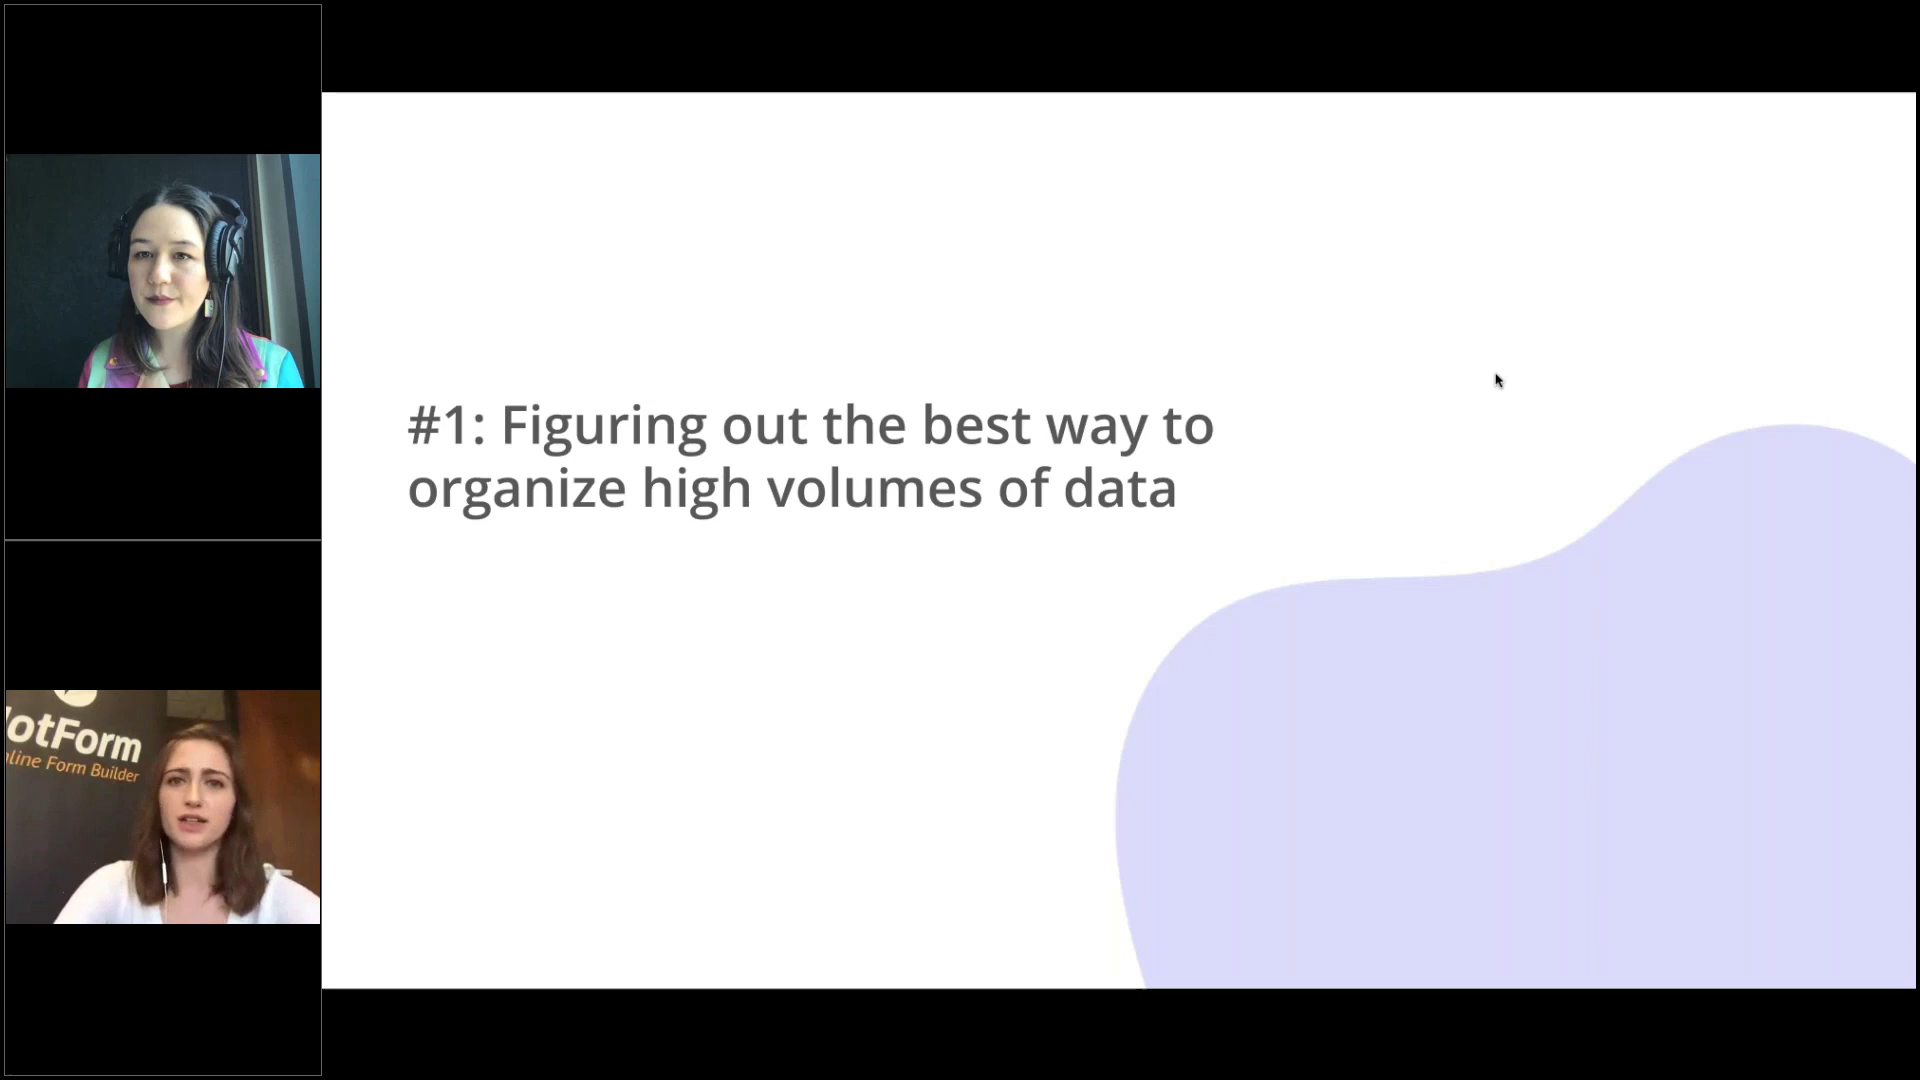 #1: Figuring out the best way to
organize high volumes of data
otForm
line Form Builder